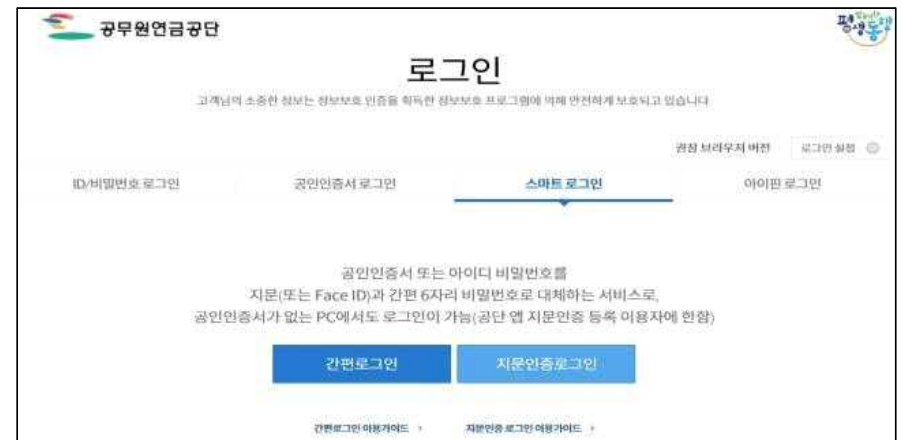 공무원연금공단
평생동행
로그인
고객님의 소중한 정보는 정보보호 인증을 획득한 정보보호 프로그램에 의해 안전하게 보호되고 있습니다
권장 브라우저 버전 로그인 설정
ID/비밀번호 로그인 공인인증서 로그인 스마트 로그인 아이핀 로그인
공인인증서 또는 아이디 비밀번호를
지문(또는 Face ID)과 간편 6자리 비밀번호로 대체하는 서비스로,
공인인증서가 없는 PC에서도 로그인이 가능(공단 앱 지문인증 등록 이용자에 한함)
간편로그인 지문인증로그인
간편로그인 이용가이드 지문인증 로그인 이용가이드